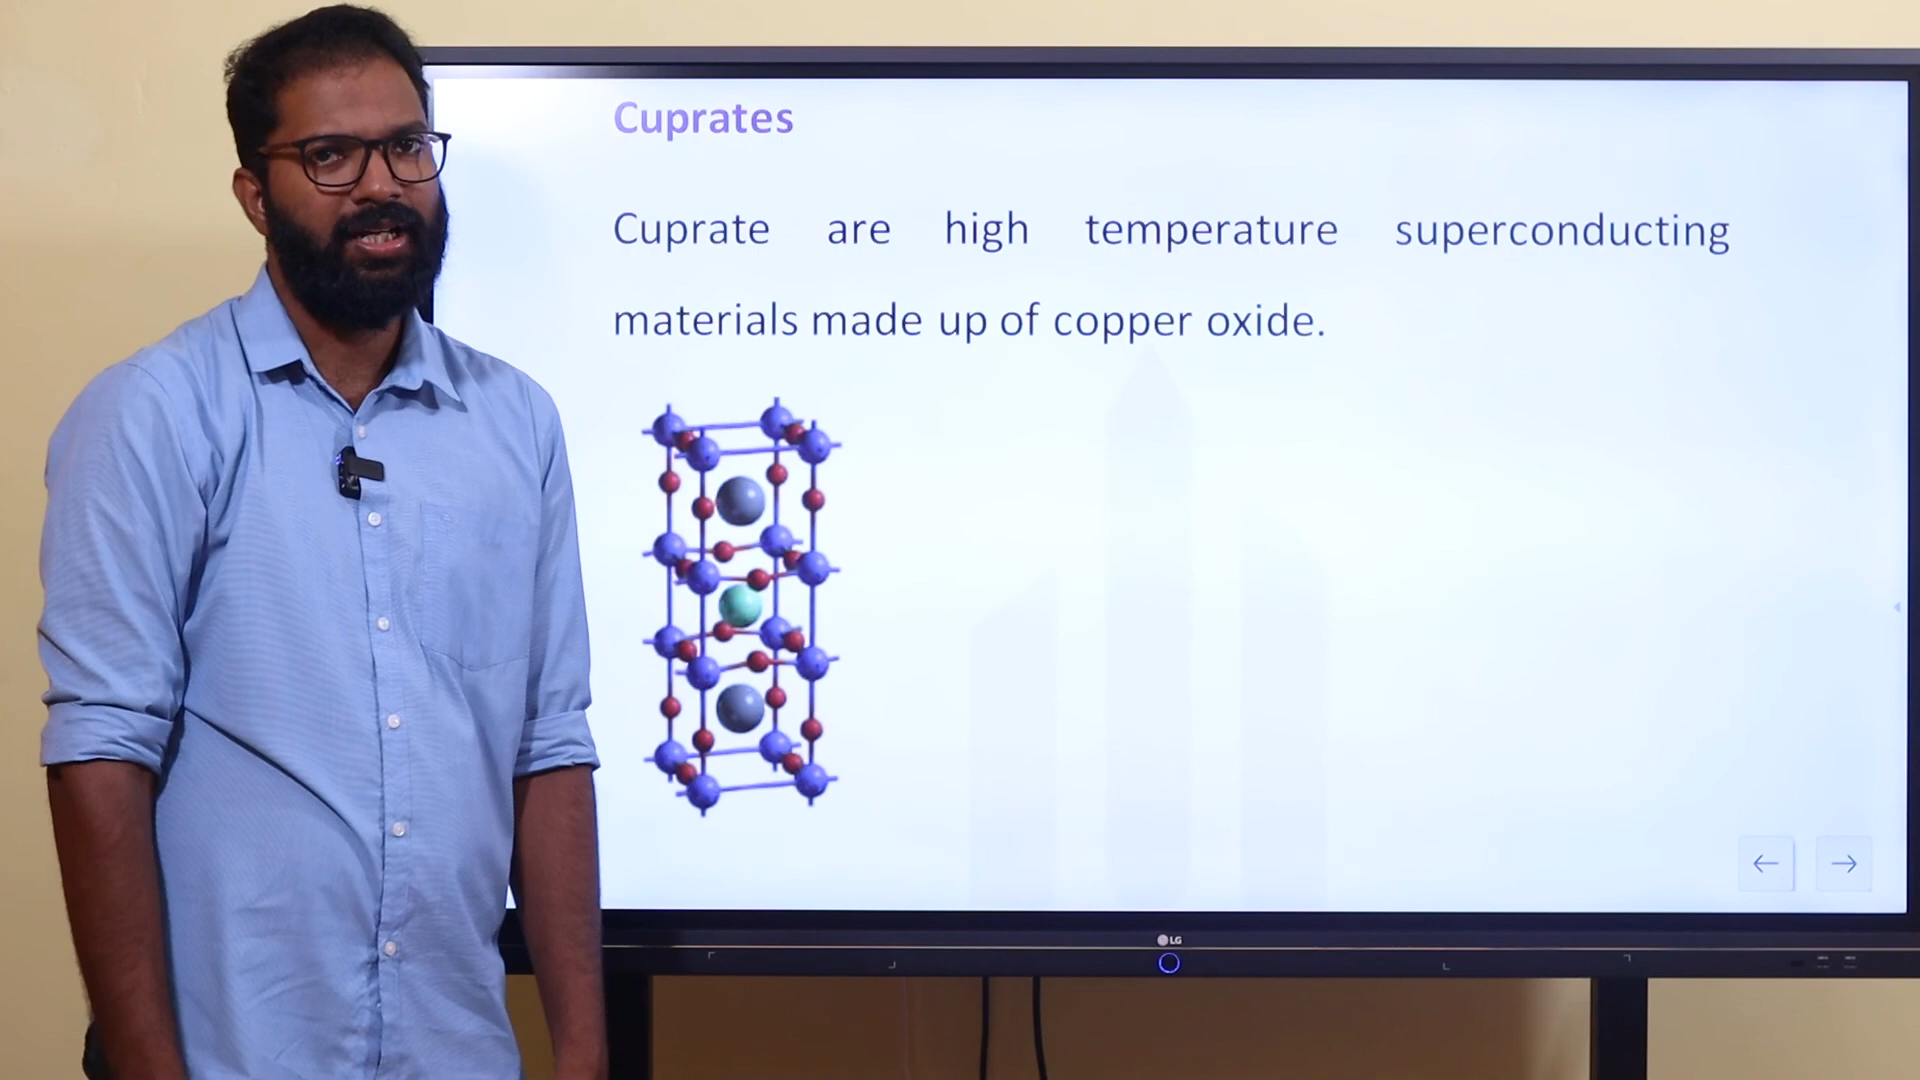 Cuprates
Cuprate are high temperature superconducting
materials made up of copper oxide.
LG